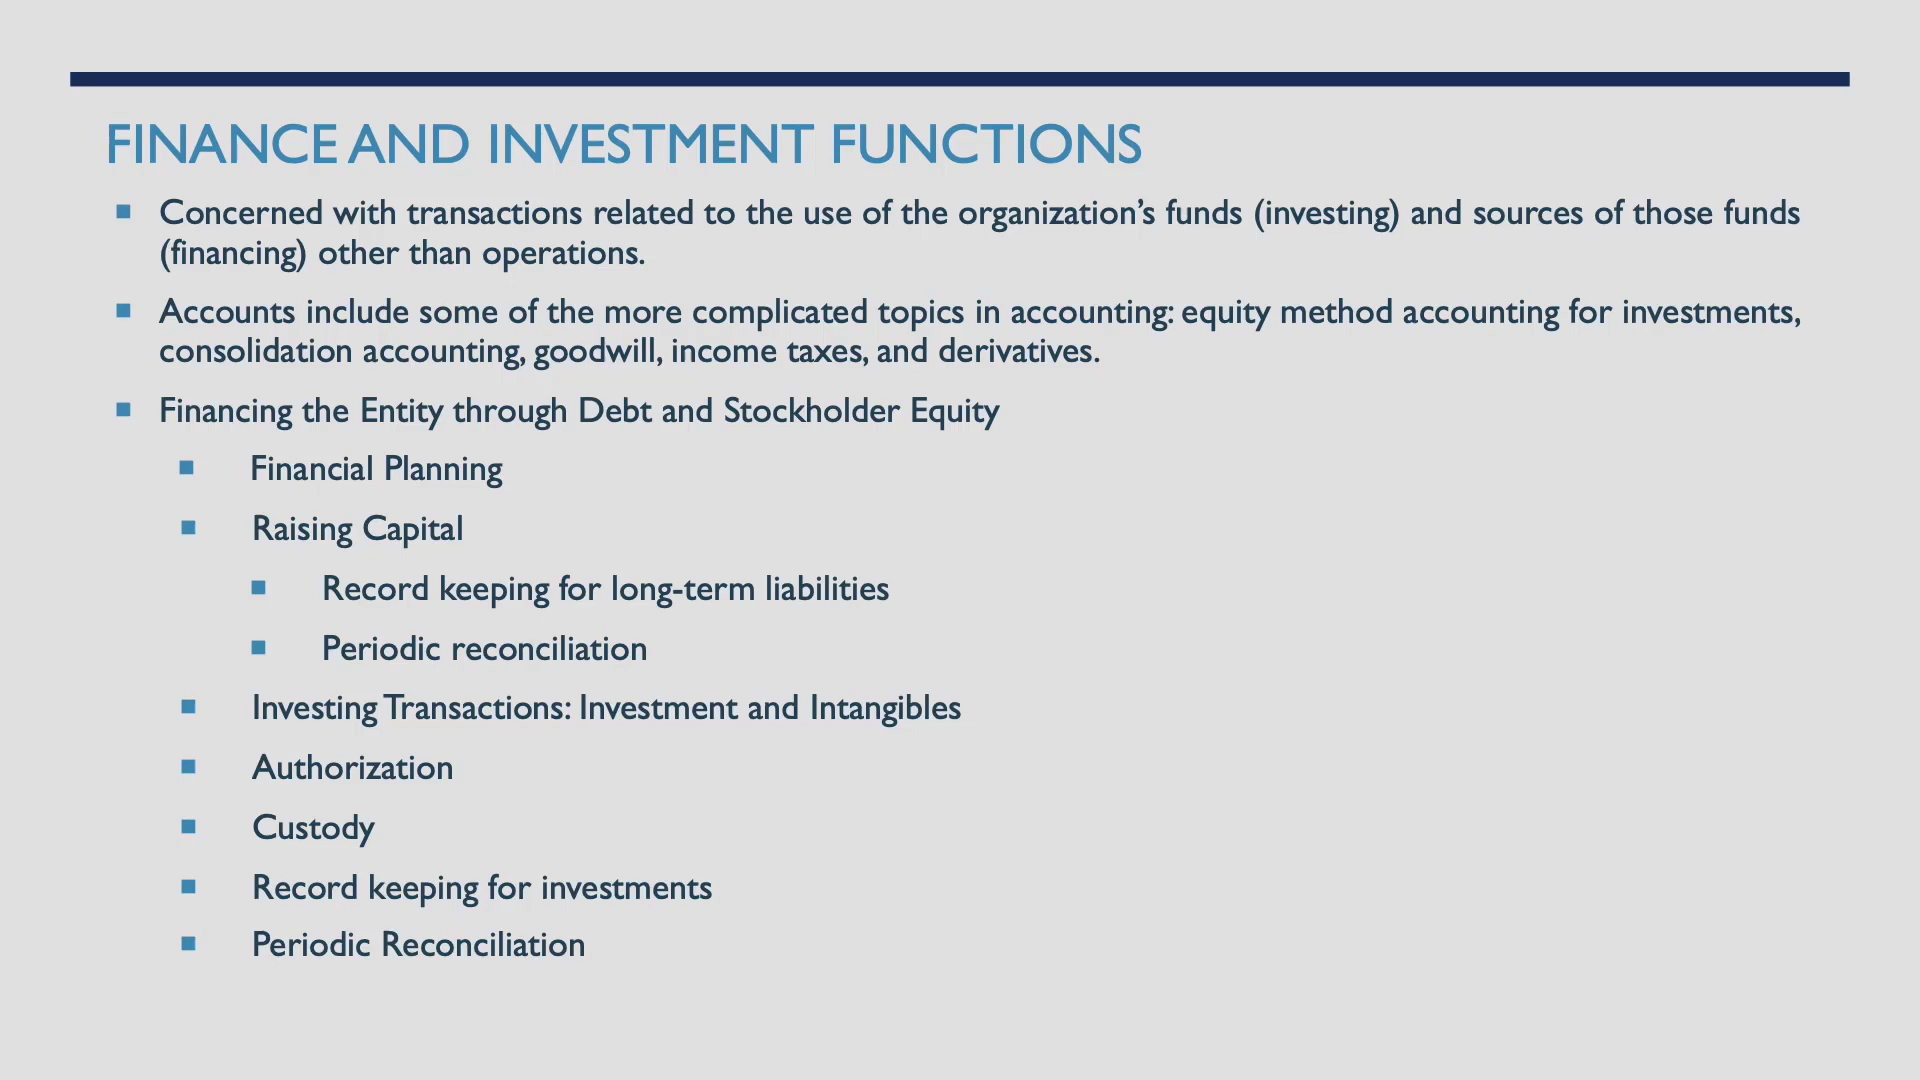 FINANCE AND INVESTMENT FUNCTIONS
Concerned with transactions related to the use of the organization’s funds (investing) and sources of those funds
(financing) other than operations.
Accounts include some of the more complicated topics in accounting: equity method accounting for investments,
consolidation accounting, goodwill, income taxes, and derivatives.
Financing the Entity through Debt and Stockholder Equity
Financial Planning
Raising Capital
Record keeping for long-term liabilities
Periodic reconciliation
Investing Transactions: Investment and Intangibles
Authorization
Custody
Record keeping for investments
Periodic Reconciliation